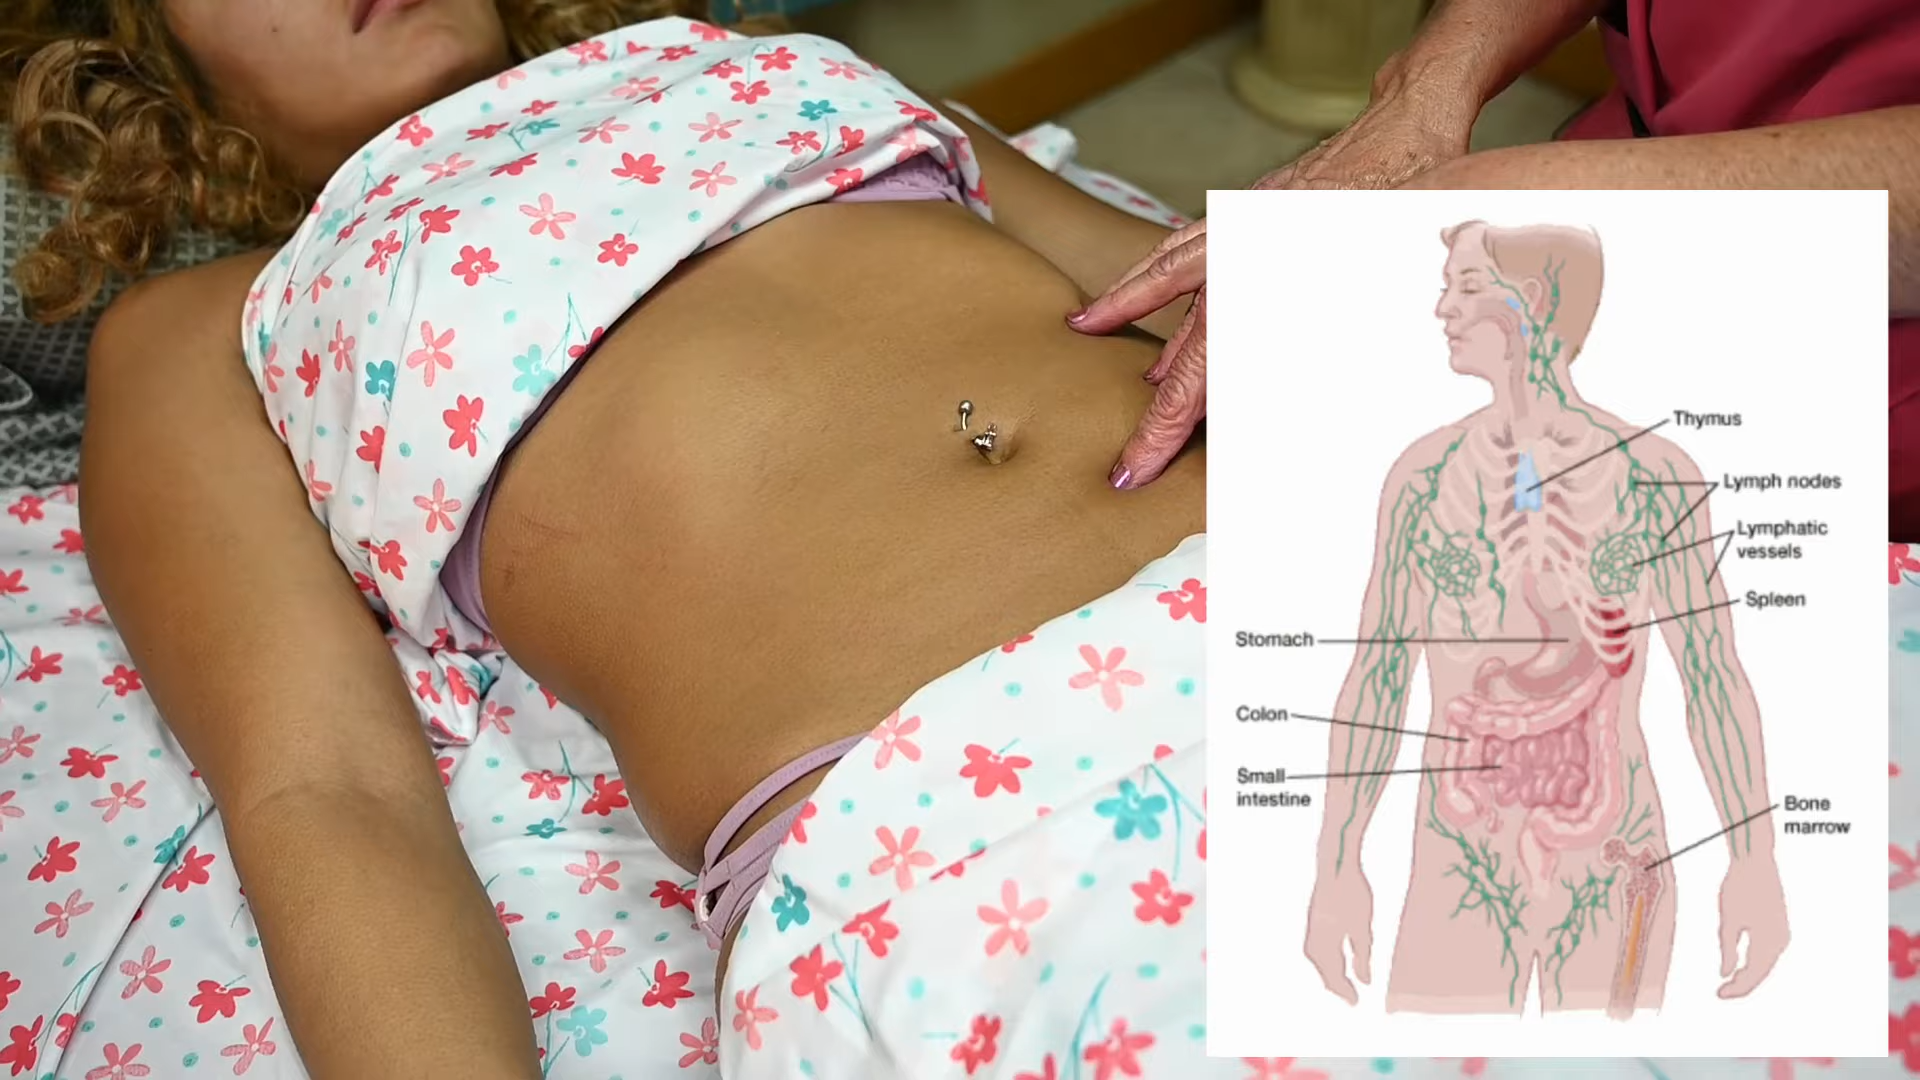 Thymus
Lymph nodes
Lymphatic
vessels
Spleen
Stomach
Colon
Small
intestine
Bone
marrow